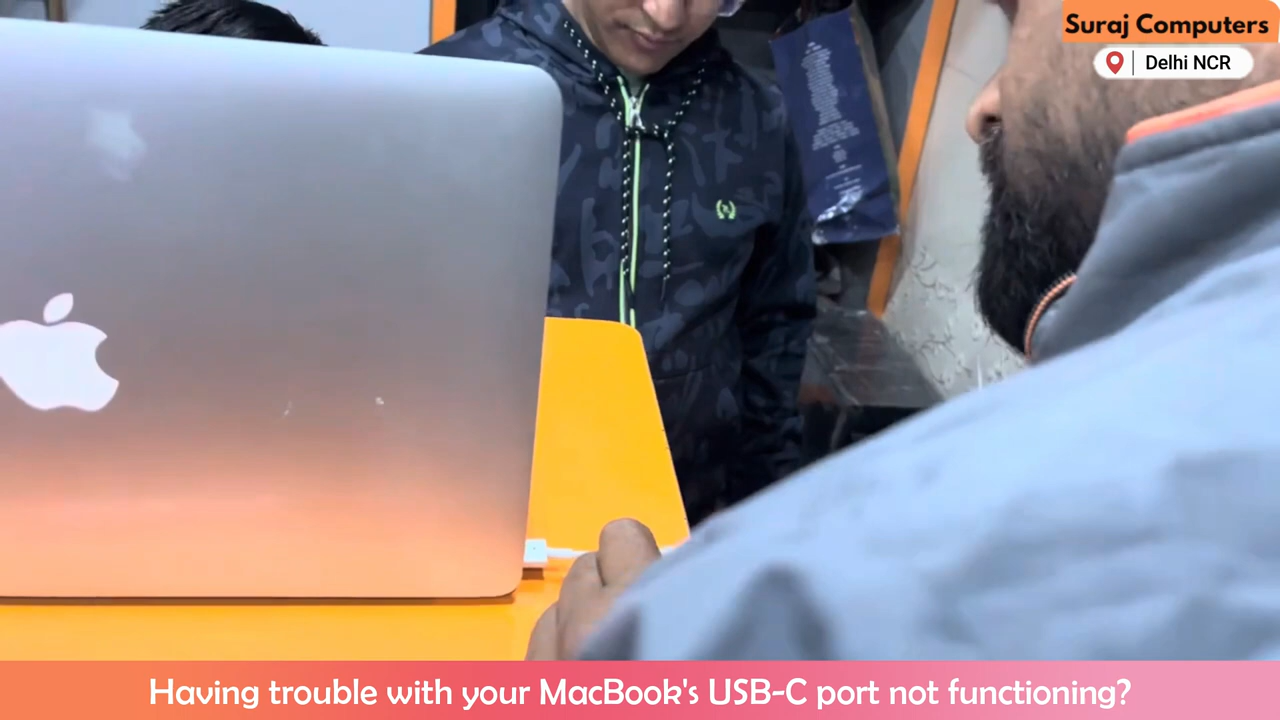 Suraj Computers
Delhi NCR
Having trouble with your MacBook's USB-C port not functioning?